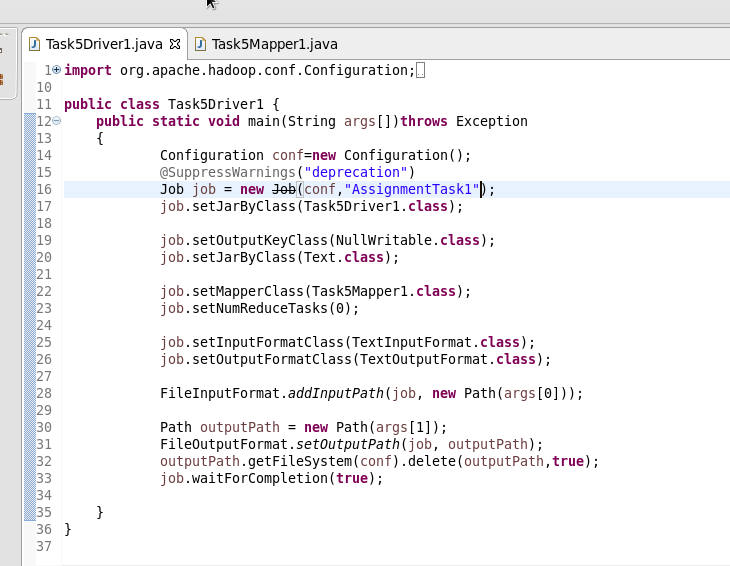 Task5Driver1.java Task5Mapper1.java
1 import org.apache.hadoop.conf.Configuration;
10
11 public class Task5Driver1 {
12 public static void main(String args[])throws Exception
13 {
14 Configuration conf=new Configuration();
15 @SuppressWarnings("deprecation")
16 Job job = new Job(conf,"AssignmentTask1");
17 job.setJarByClass(Task5Driver1.class);
18
19 job.setOutputKeyClass(NullWritable.class);
20 job.setJarByClass(Text.class);
21
22 job.setMapperClass(Task5Mapper1.class);
23 job.setNumReduceTasks(0);
24
25 job.setInputFormatClass(TextInputFormat.class);
26 job.setOutputFormatClass(TextOutputFormat.class);
27
28 FileInputFormat.addInputPath(job, new Path(args[0]));
29
30 Path outputPath = new Path(args[1]);
31 FileOutputFormat.setOutputPath(job, outputPath);
32 outputPath.getFileSystem(conf).delete(outputPath,true);
33 job.waitForCompletion(true);
34
35 }
36 }
37